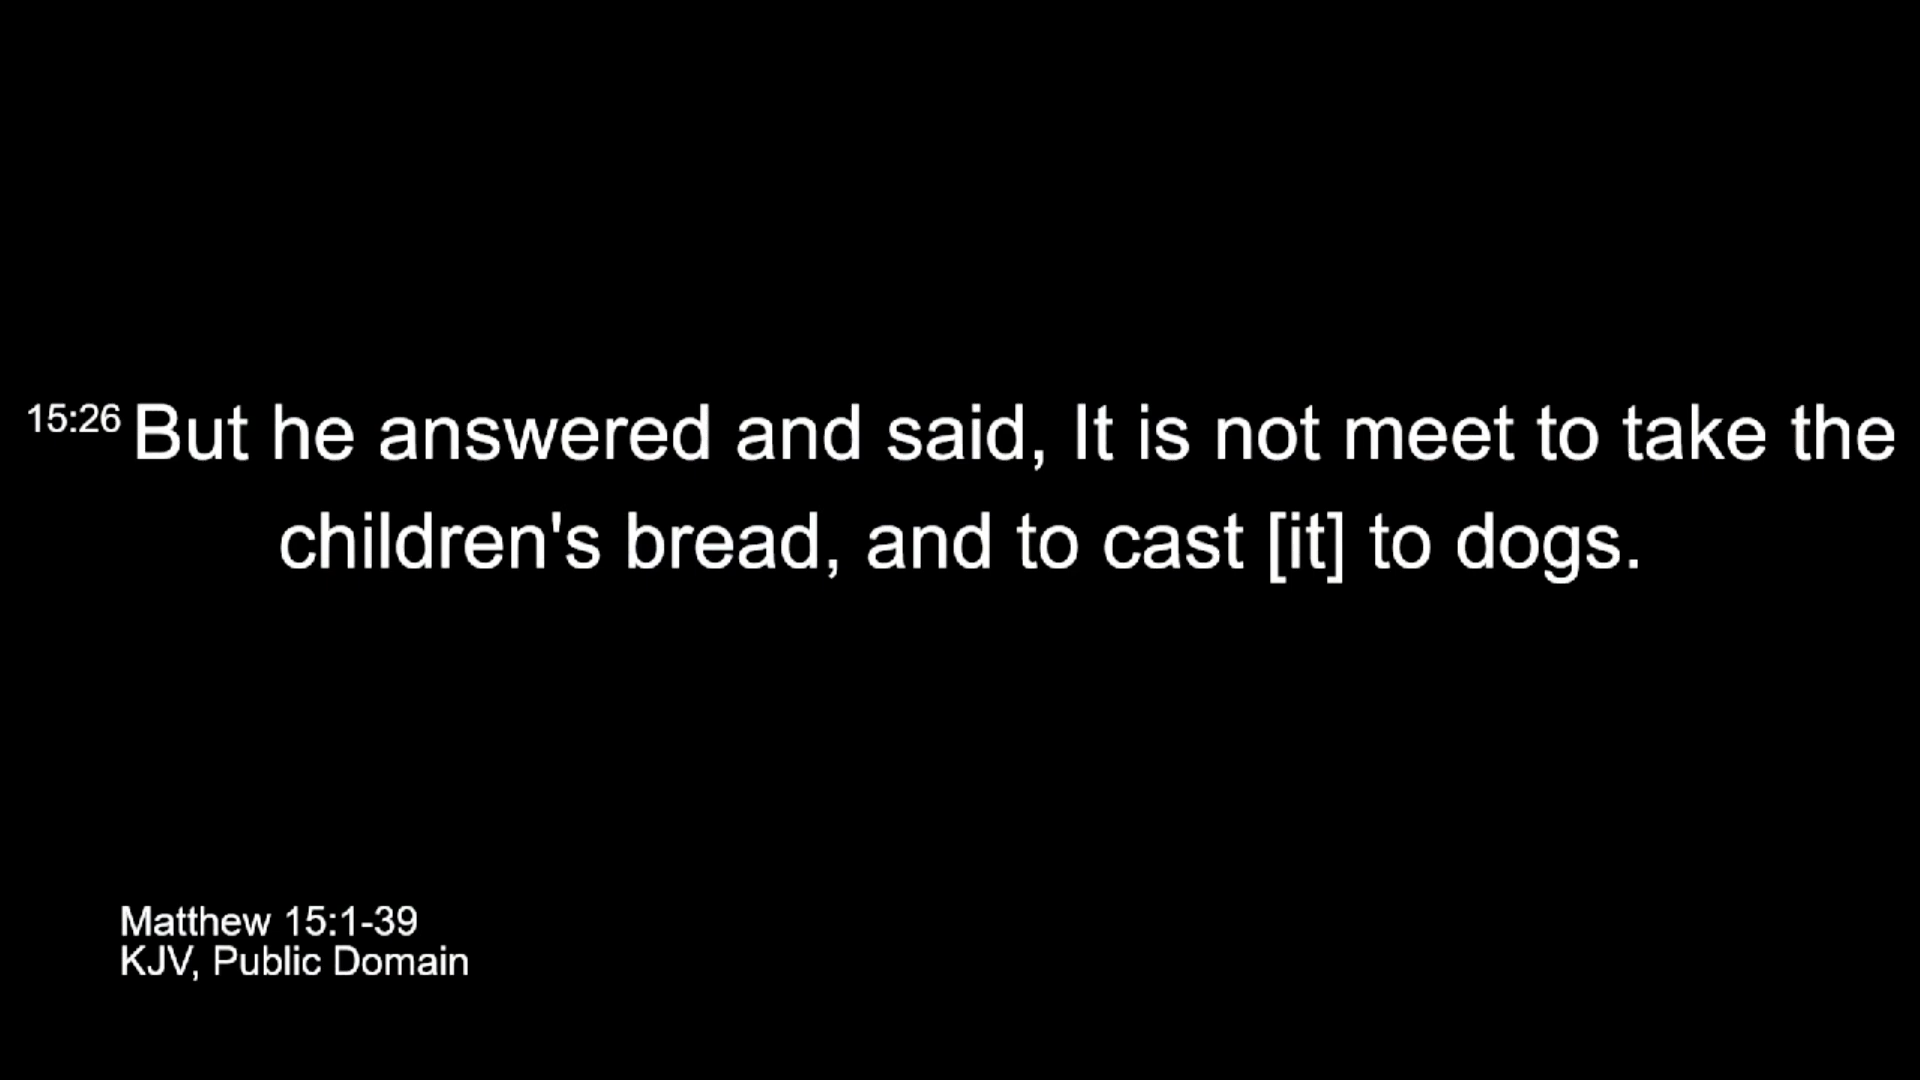 15:26 But he answered and said, It is not meet to take the
children's bread, and to cast [it] to dogs.
Matthew 15:1-39
KJV, Public Domain